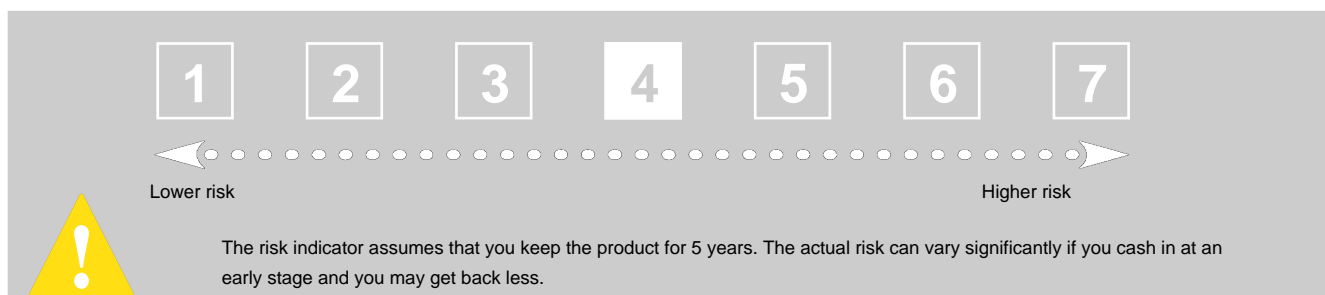 1 2 3 4 5 6 7
Lower risk Higher risk
!
The risk indicator assumes that you keep the product for 5 years. The actual risk can vary significantly if you cash in at an
early stage and you may get back less.